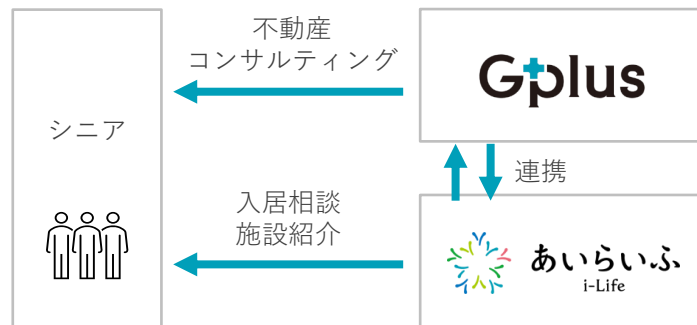 不動産
コンサルティング
Gplus
シニア
連携
入居相談
施設紹介
あいらいふ
i-Life